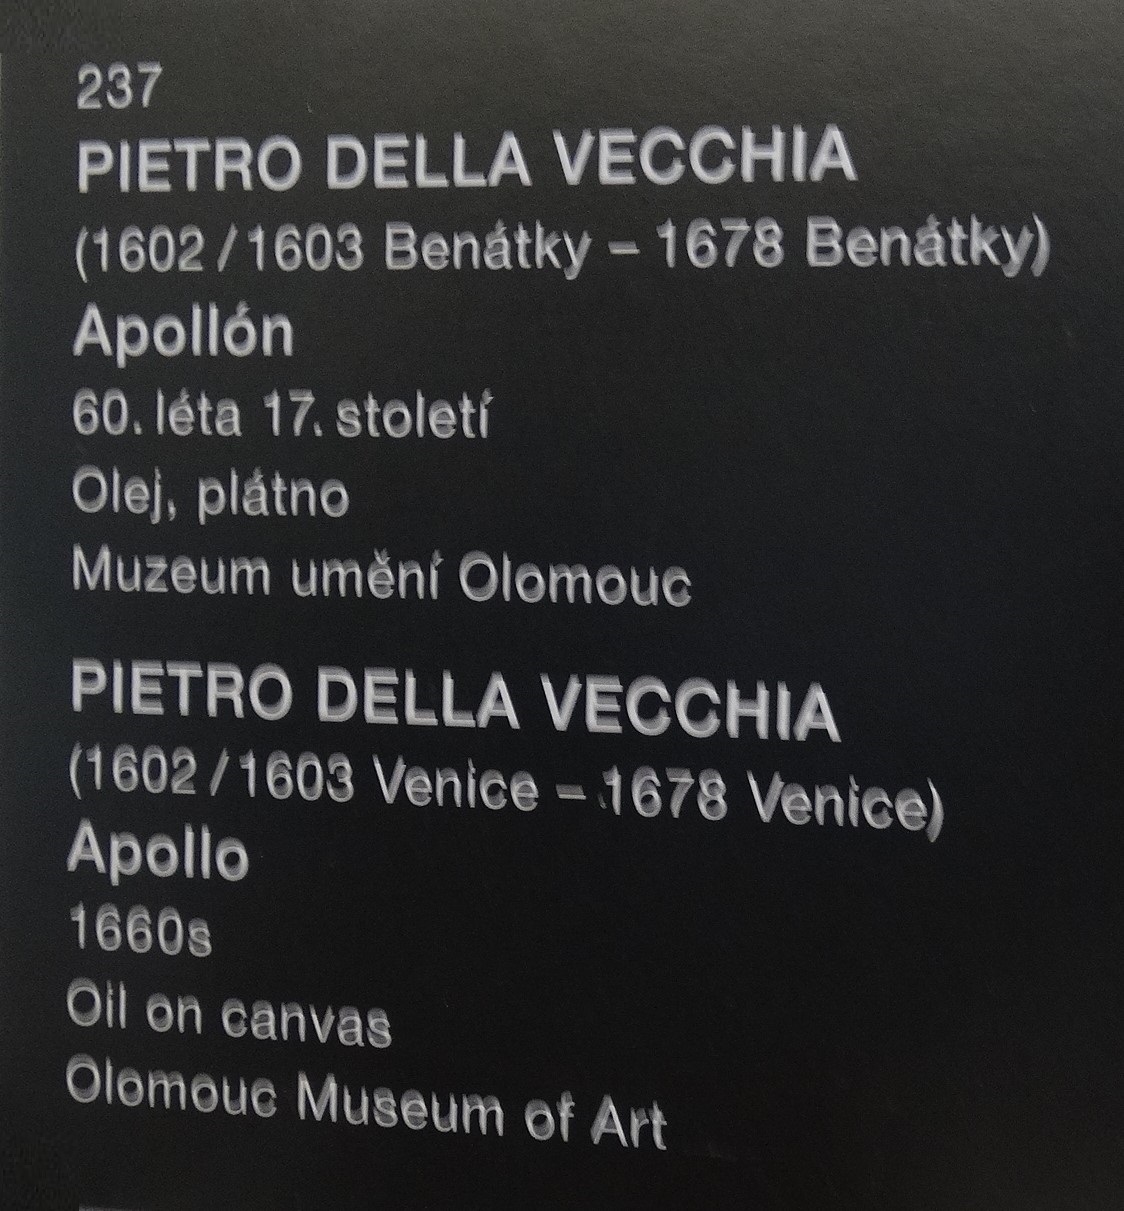 237
PIETRO DELLA VECCHIA
(1602 / 1603 Benátky – 1678 Benátky)
Apollón
60. léta 17. století
Olej, plátno
Muzeum umění Olomouc
PIETRO DELLA VECCHIA
(1602 / 1603 Venice – 1678 Venice)
Apollo
1660s
Oil on canvas
Olomouc Museum of Art